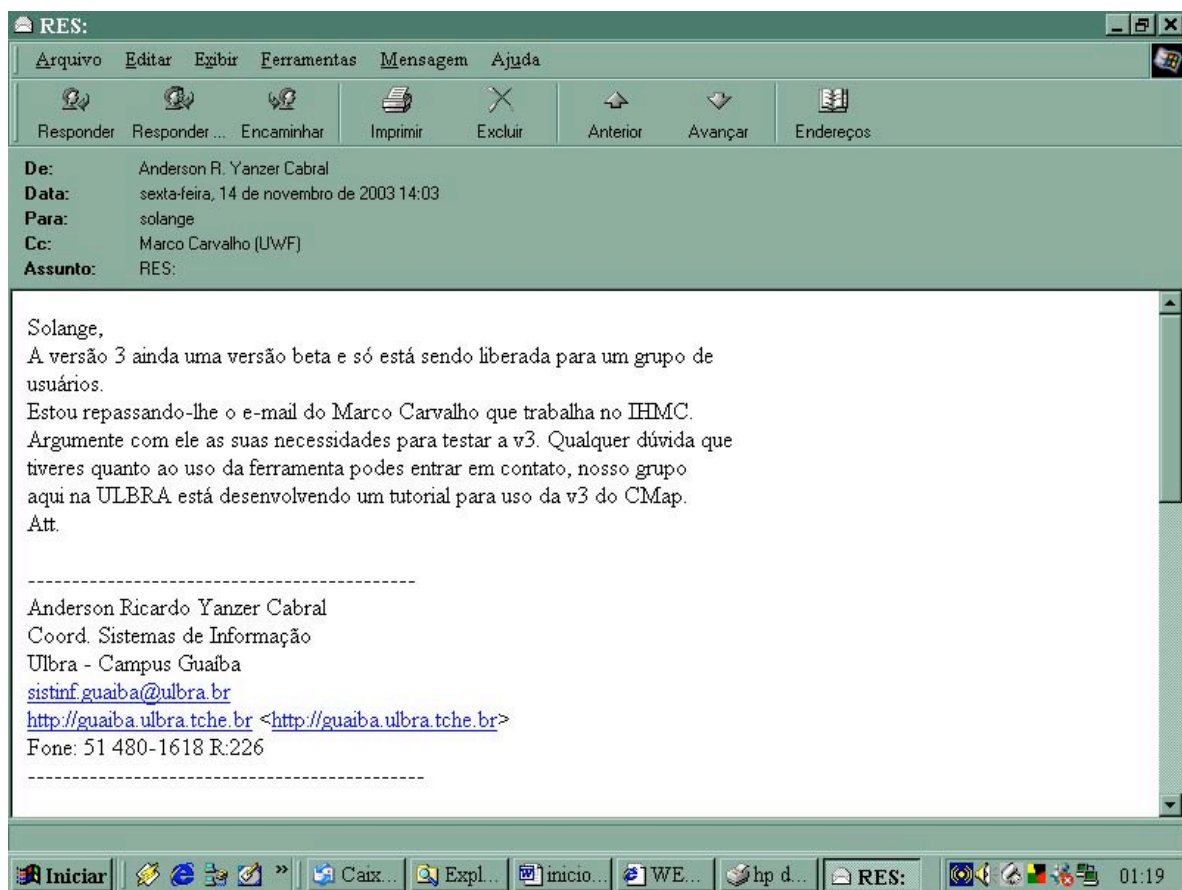 RES:
Arquivo Editar Exibir Ferramentas Mensagem Ajuda
Responder Responder ... Encaminhar Imprimir Excluir Anterior Avançar Endereços
De: Anderson R. Yanzer Cabral
Data: sexta-feira, 14 de novembro de 2003 14:03
Para: solange
Cc: Marco Carvalho (UWF)
Assunto: RES:
Solange,
A versão 3 ainda uma versão beta e só está sendo liberada para um grupo de
usuários.
Estou repassando-lhe o e-mail do Marco Carvalho que trabalha no IHMC.
Argumente com ele as suas necessidades para testar a v3. Qualquer dúvida que
tiveres quanto ao uso da ferramenta podes entrar em contato, nosso grupo
aqui na ULBRA está desenvolvendo um tutorial para uso da v3 do CMap.
Att.
--------------------------------------------
Anderson Ricardo Yanzer Cabral
Coord. Sistemas de Informação
Ulbra - Campus Guaíba
sistinf.guaiba@ulbra.br
http://guaiba.ulbra.tche.br <http://guaiba.ulbra.tche.br>
Fone: 51 480-1618 R:226
---------------------------------------------
Iniciar » Caix... Expl... inicio... WE... hp d... RES: 01:19